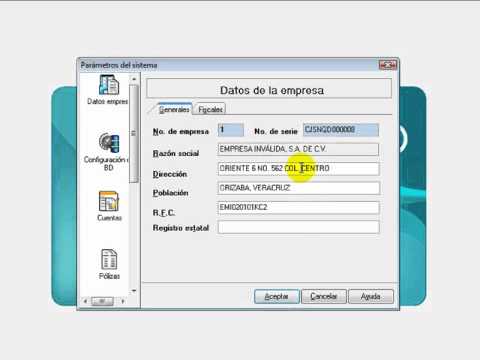 Parámetros del sistema
Datos empres
Configuración d
BD
Cuentas
Pólizas
Datos de la empresa
Generales
Fiscales
No. de empresa 1 No. de serie CJSNGD000008
Razón social EMPRESA INVÁLIDA, S.A. DE C.V.
Dirección ORIENTE 6 NO. 562 COL. CENTRO
Población ORIZABA, VERACRUZ
R.F.C. EMI020101KC2
Registro estatal
Aceptar Cancelar Ayuda